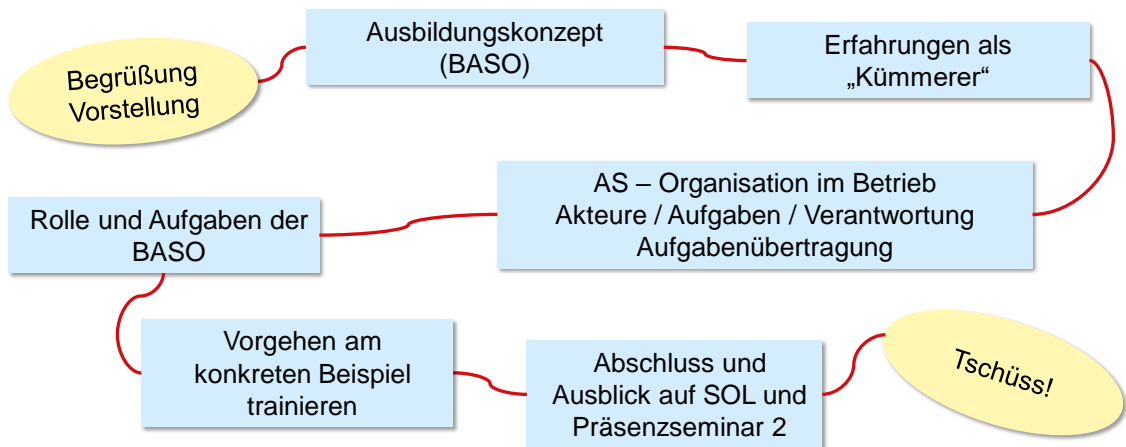 Begrüßung
Vorstellung
Ausbildungskonzept
(BASO)
Erfahrungen als
„Kümmerer“
AS – Organisation im Betrieb
Akteure / Aufgaben / Verantwortung
Aufgabenübertragung
Rolle und Aufgaben der
BASO
Vorgehen am
konkreten Beispiel
trainieren
Abschluss und
Ausblick auf SOL und
Präsenzseminar 2
Tschüss!